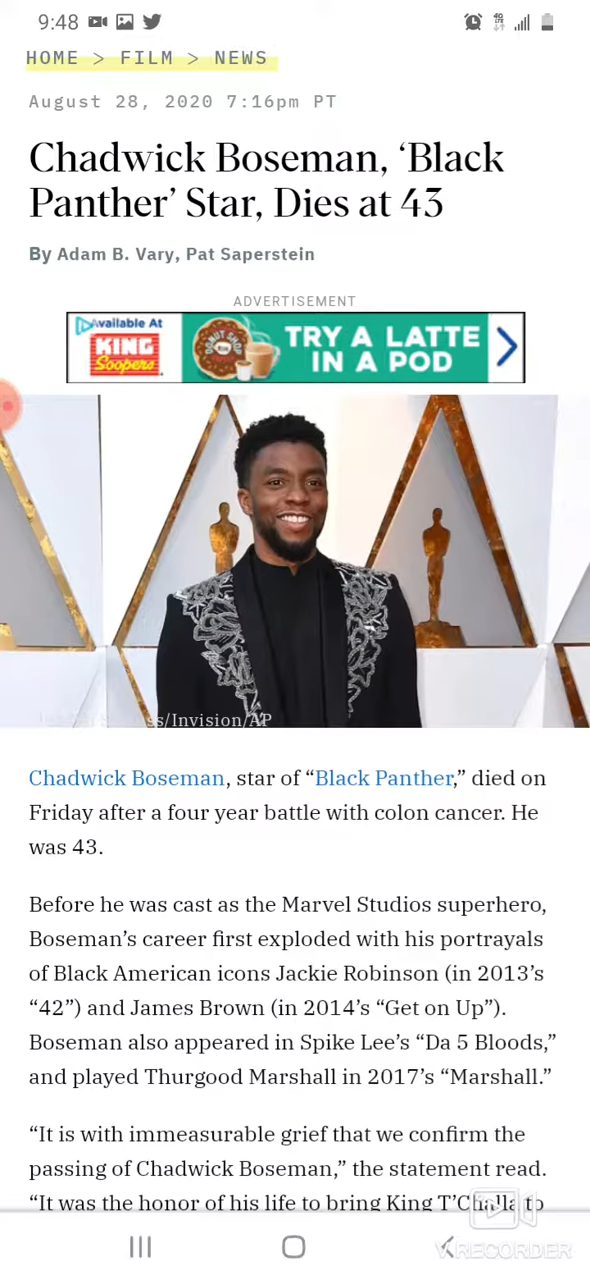 9:48
HOME > FILM > NEWS
August 28, 2020 7:16pm PT
Chadwick Boseman, ‘Black
Panther’ Star, Dies at 43
By Adam B. Vary, Pat Saperstein
ADVERTISEMENT
Available At
KING
Soopers
DONUT SHOP
TRY A LATTE
IN A POD
ss/Invision/AP
Chadwick Boseman, star of “Black Panther,” died on
Friday after a four year battle with colon cancer. He
was 43.
Before he was cast as the Marvel Studios superhero,
Boseman’s career first exploded with his portrayals
of Black American icons Jackie Robinson (in 2013’s
“42”) and James Brown (in 2014’s “Get on Up”).
Boseman also appeared in Spike Lee’s “Da 5 Bloods,”
and played Thurgood Marshall in 2017’s “Marshall.”
“It is with immeasurable grief that we confirm the
passing of Chadwick Boseman,” the statement read.
“It was the honor of his life to bring King T’Challa to
V.RECORDER